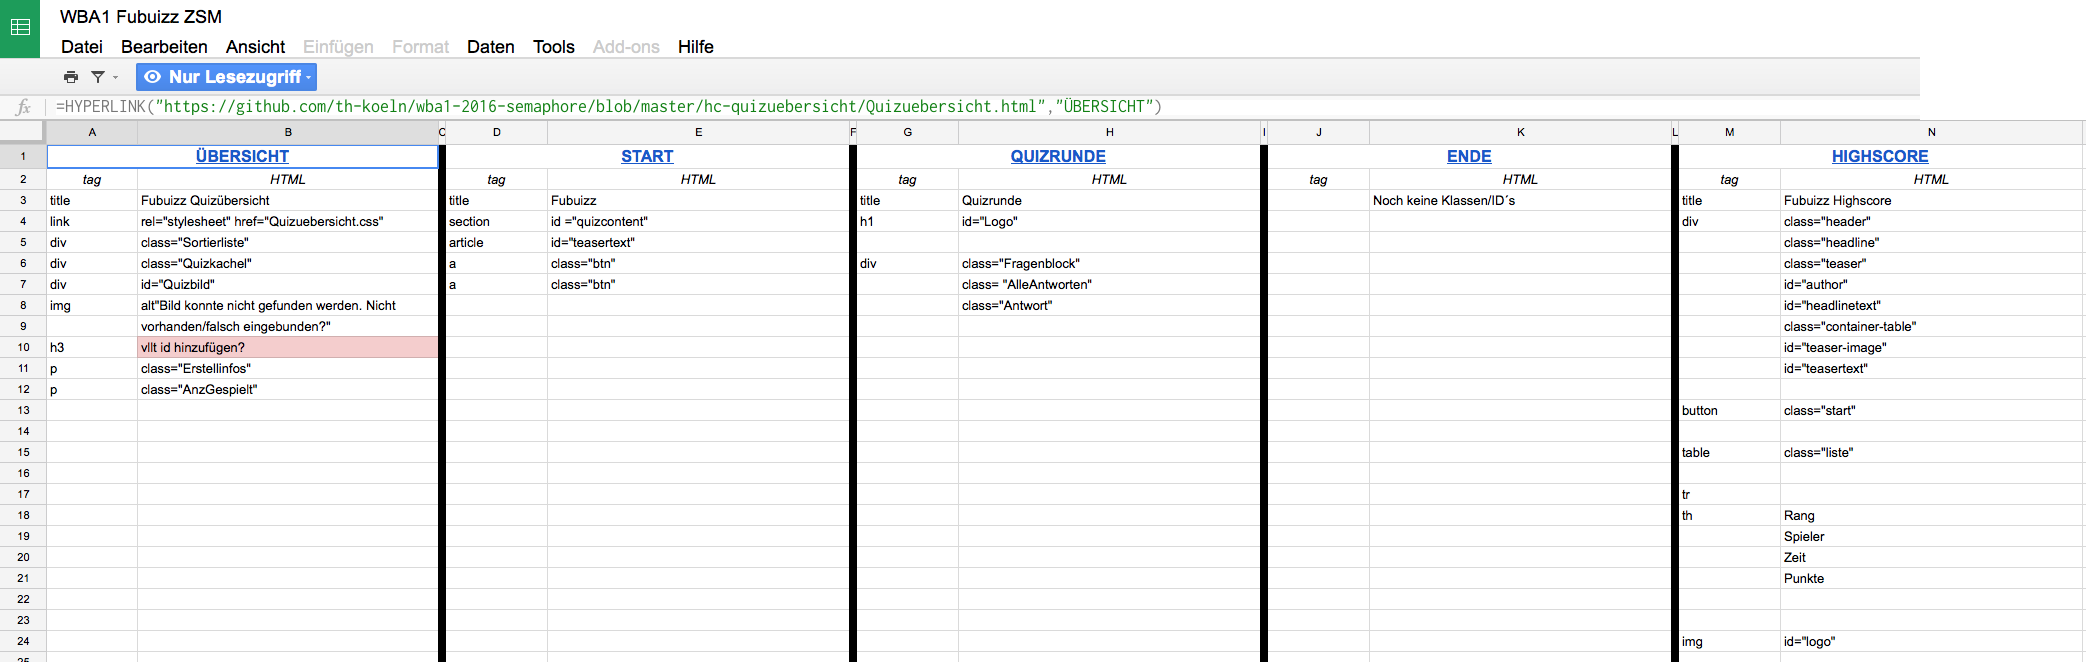 WBA1 Fubuizz ZSM
Datei Bearbeiten Ansicht Einfügen Format Daten Tools Add-ons Hilfe
Nur Lesezugriff
fx =HYPERLINK("https://github.com/th-koeln/wba1-2016-semaphore/blob/master/hc-quizuebersicht/Quizuebersicht.html","ÜBERSICHT")
A B C D E F G H I J K L M N
1 ÜBERSICHT START QUIZRUNDE ENDE HIGHSCORE
2 tag HTML tag HTML tag HTML tag HTML tag HTML
3 title Fubuizz Quizübersicht title Fubuizz title Quizrunde Noch keine Klassen/ID´s title Fubuizz Highscore
4 link rel="stylesheet" href="Quizuebersicht.css" section id ="quizcontent" h1 id="Logo" div class="header"
5 div class="Sortierliste" article id="teasertext" class="headline"
6 div class="Quizkachel" a class="btn" div class="Fragenblock" class="teaser"
7 div id="Quizbild" a class="btn" class= "AlleAntworten" id="author"
8 img alt"Bild konnte nicht gefunden werden. Nicht class="Antwort" id="headlinetext"
9 vorhanden/falsch eingebunden?" class="container-table"
10 h3 vllt id hinzufügen? id="teaser-image"
11 p class="Erstellinfos" id="teasertext"
12 p class="AnzGespielt"
13 button class="start"
14
15 table class="liste"
16
17 tr
18 th Rang
19 Spieler
20 Zeit
21 Punkte
22
23
24 img id="logo"
25